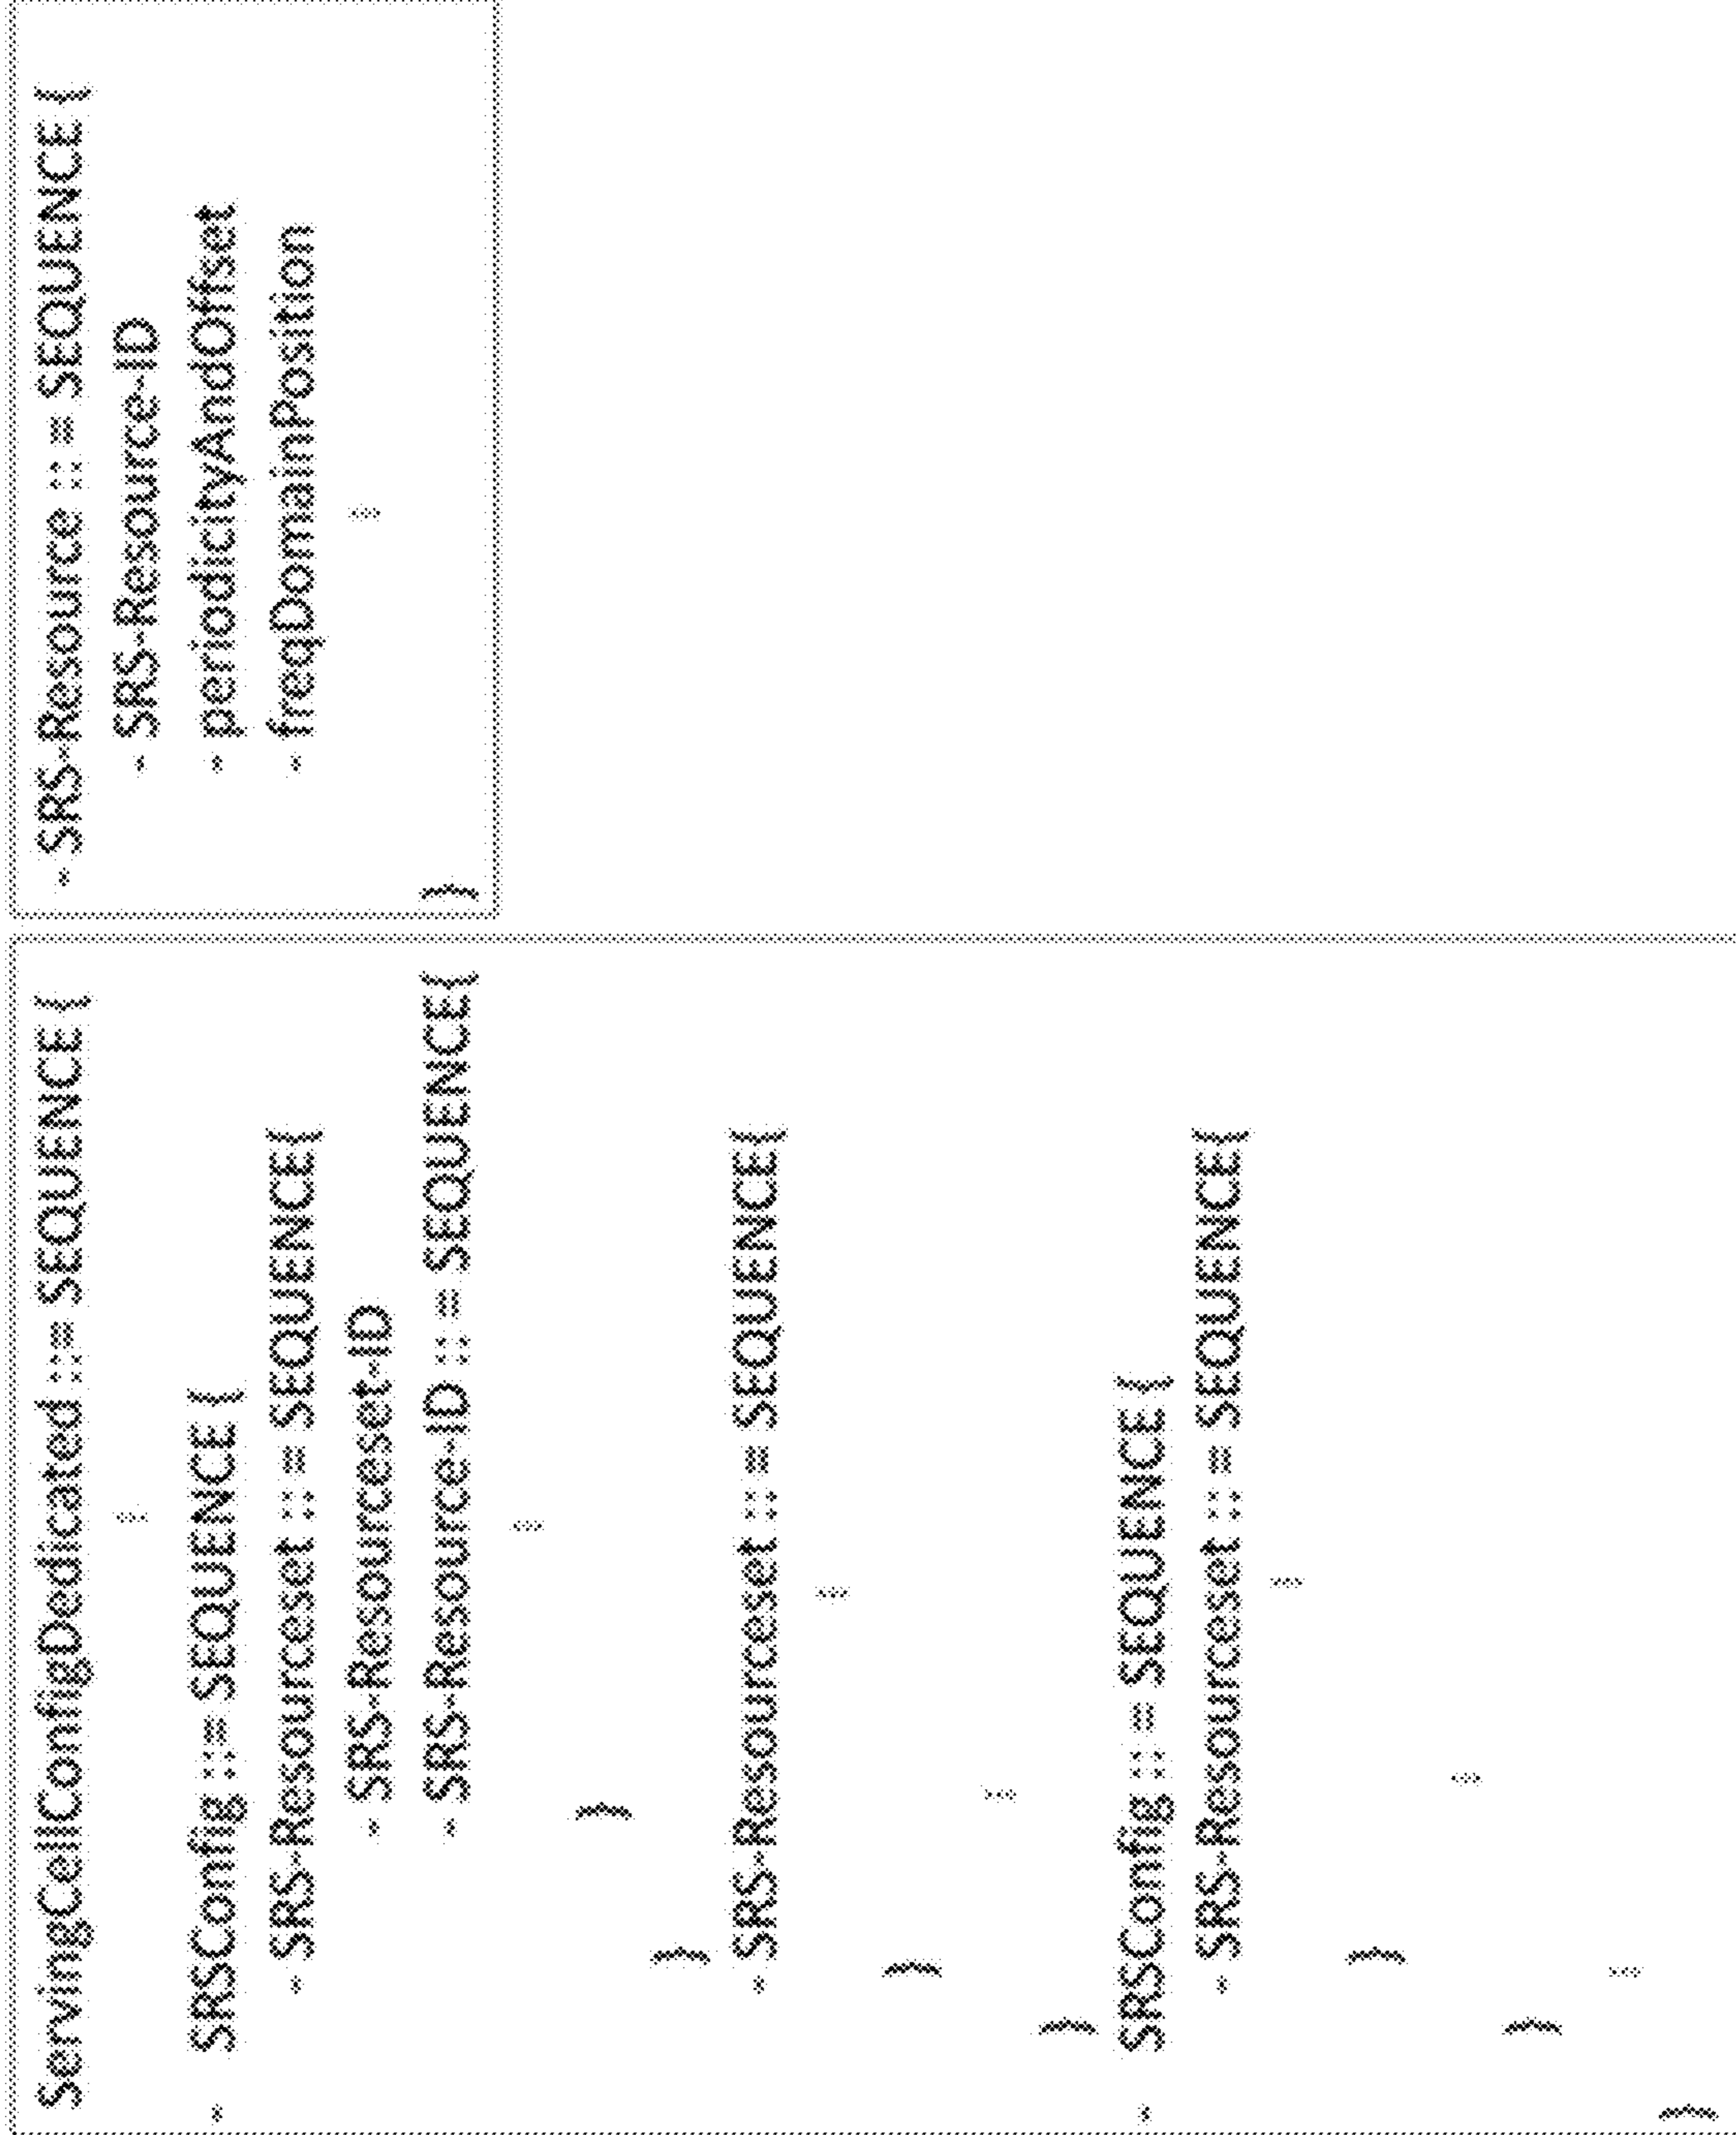 ServingCellConfigDedicated ::= SEQUENCE {
...
- SRSConfig ::= SEQUENCE {
- SRS-Resourceset :: = SEQUENCE{
- SRS-Resourceset-ID
- SRS-Resource-ID :: = SEQUENCE{
...
}
}
- SRS-Resourceset :: = SEQUENCE{
...
}
...
}
- SRSConfig :: = SEQUENCE {
- SRS-Resourceset :: = SEQUENCE{
...
}
...
}
...
}
- SRS-Resource :: = SEQUENCE {
- SRS-Resource-ID
- periodicityAndOffset
- freqDomainPosition
...
}